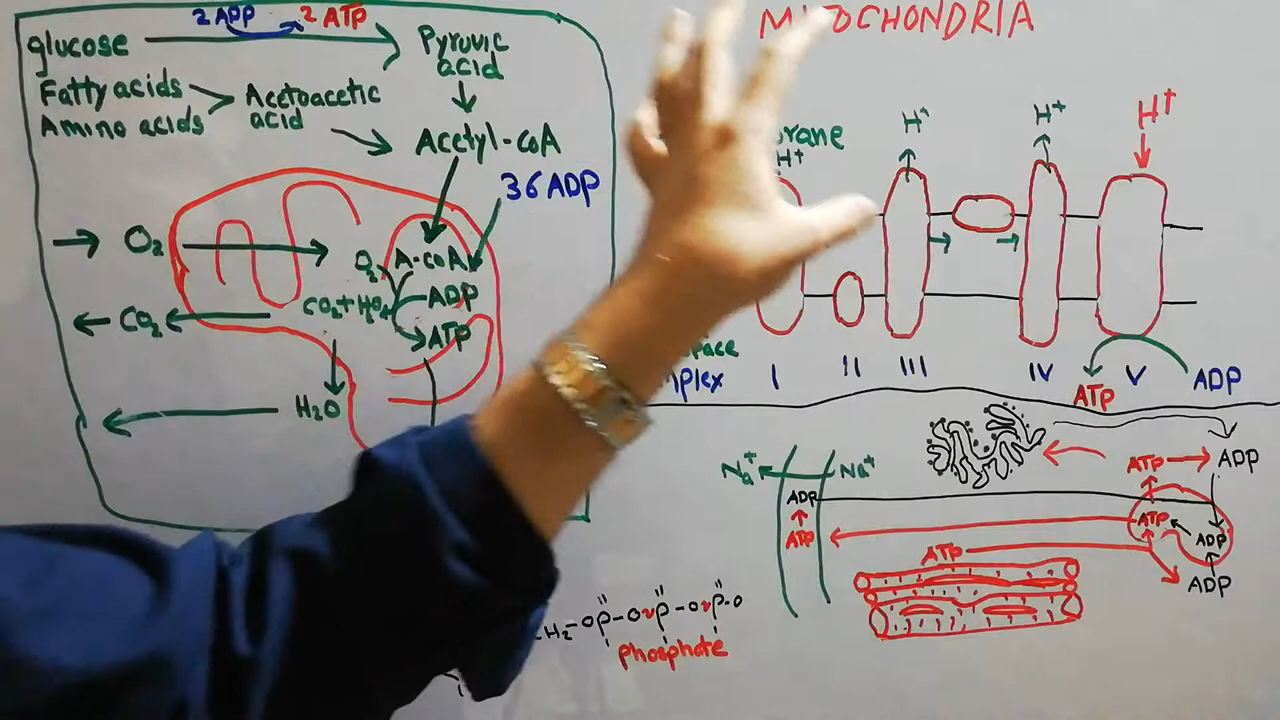 2 ADP 2 ATP
glucose Pyruvic
acid
Fatty acids Acetoacetic
Amino acids acid
Acetyl-CoA
36 ADP
O2 O2 A-CoA
CO2+H2O ADP
CO2 ATP
H2O
MITOCHONDRIA
H+ H+ H+ H+
I II III IV V
ATP ADP
Na+ Na+ ATP ADP
ADP ATP ADP
ATP ATP ADP
CH2-O-P-O~P-O~P-O
phosphate